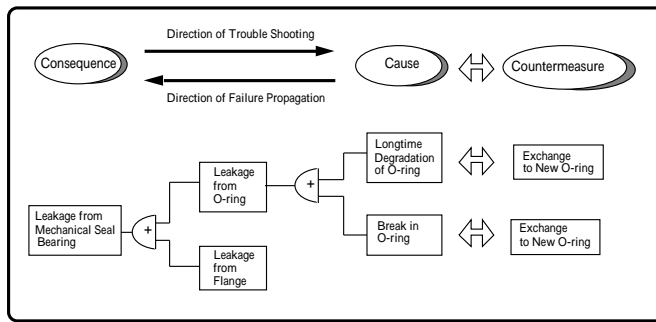 Direction of Trouble Shooting
Consequence
Cause
Countermeasure
Direction of Failure Propagation
Leakage from
Mechanical Seal
Bearing
+
Leakage
from
O-ring
Leakage
from
Flange
+
Longtime
Degradation
of O-ring
Exchange
to New O-ring
Break in
O-ring
Exchange
to New O-ring